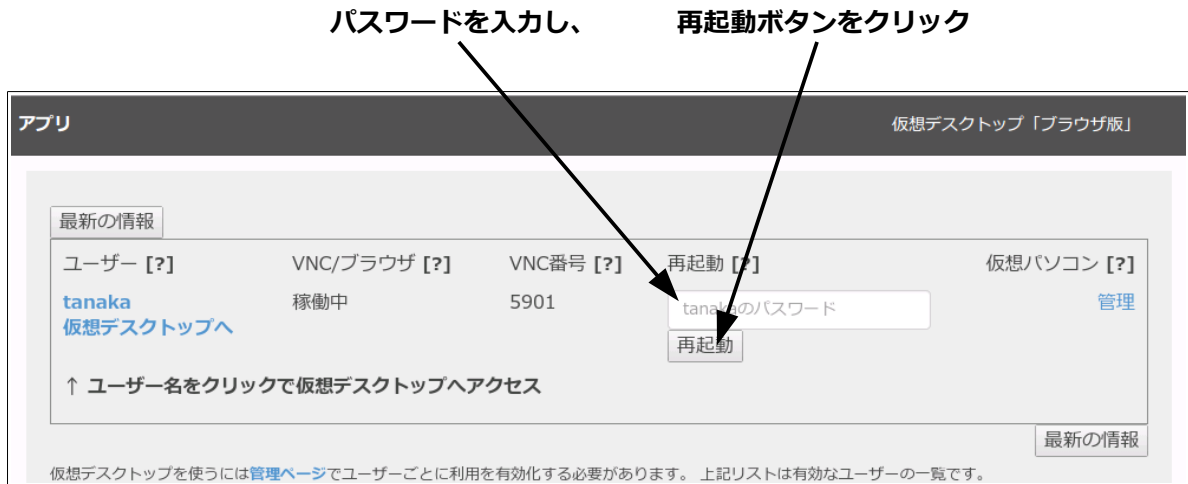 パスワードを入力し、 再起動ボタンをクリック
アプリ 仮想デスクトップ「ブラウザ版」
最新の情報
ユーザー [?] VNC/ブラウザ [?] VNC番号 [?] 再起動 [?] 仮想パソコン [?]
tanaka 稼働中 5901 tanakaのパスワード 管理
仮想デスクトップへ
再起動
↑ ユーザー名をクリックで仮想デスクトップへアクセス
最新の情報
仮想デスクトップを使うには管理ページでユーザーごとに利用を有効化する必要があります。 上記リストは有効なユーザーの一覧です。